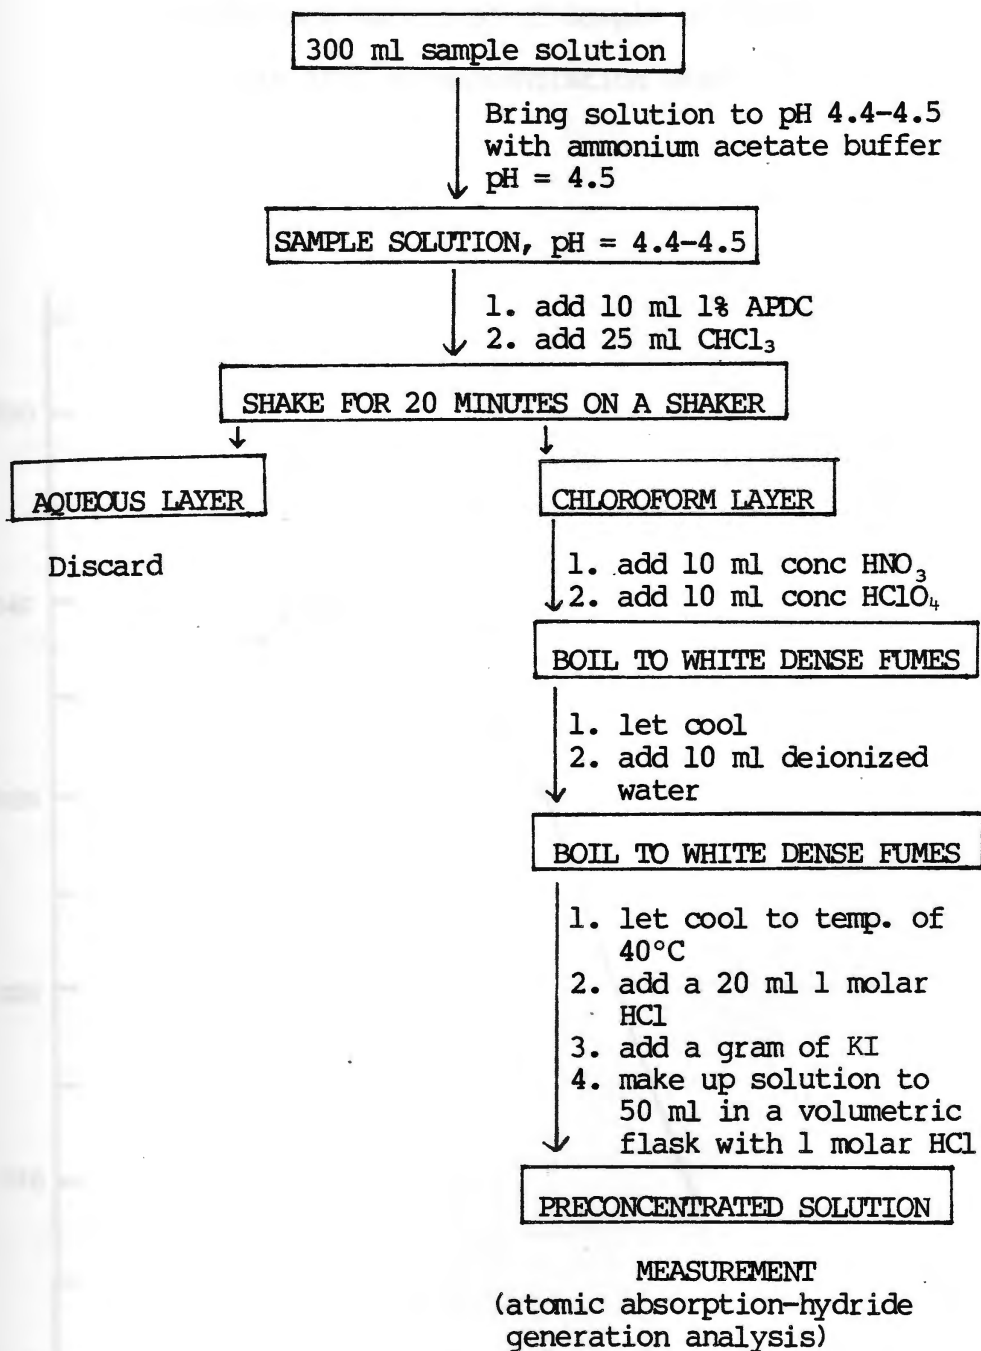 300 ml sample solution
Bring solution to pH 4.4-4.5
with ammonium acetate buffer
pH = 4.5
SAMPLE SOLUTION, pH = 4.4-4.5
1. add 10 ml 1% APDC
2. add 25 ml CHCl₃
SHAKE FOR 20 MINUTES ON A SHAKER
AQUEOUS LAYER
Discard
CHLOROFORM LAYER
1. add 10 ml conc HNO₃
2. add 10 ml conc HClO₄
BOIL TO WHITE DENSE FUMES
1. let cool
2. add 10 ml deionized
water
BOIL TO WHITE DENSE FUMES
1. let cool to temp. of
40°C
2. add a 20 ml 1 molar
HCl
3. add a gram of KI
4. make up solution to
50 ml in a volumetric
flask with 1 molar HCl
PRECONCENTRATED SOLUTION
MEASUREMENT
(atomic absorption-hydride
generation analysis)